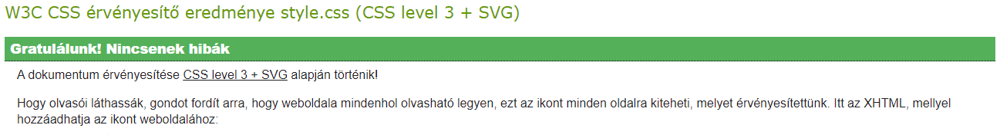 W3C CSS érvényesítő eredménye style.css (CSS level 3 + SVG)
Gratulálunk! Nincsenek hibák
A dokumentum érvényesítése CSS level 3 + SVG alapján történik!
Hogy olvasói láthassák, gondot fordít arra, hogy weboldala mindenhol olvasható legyen, ezt az ikont minden oldalra kiteheti, melyet érvényesítettünk. Itt az XHTML, mellyel
hozzáadhatja az ikont weboldalához: